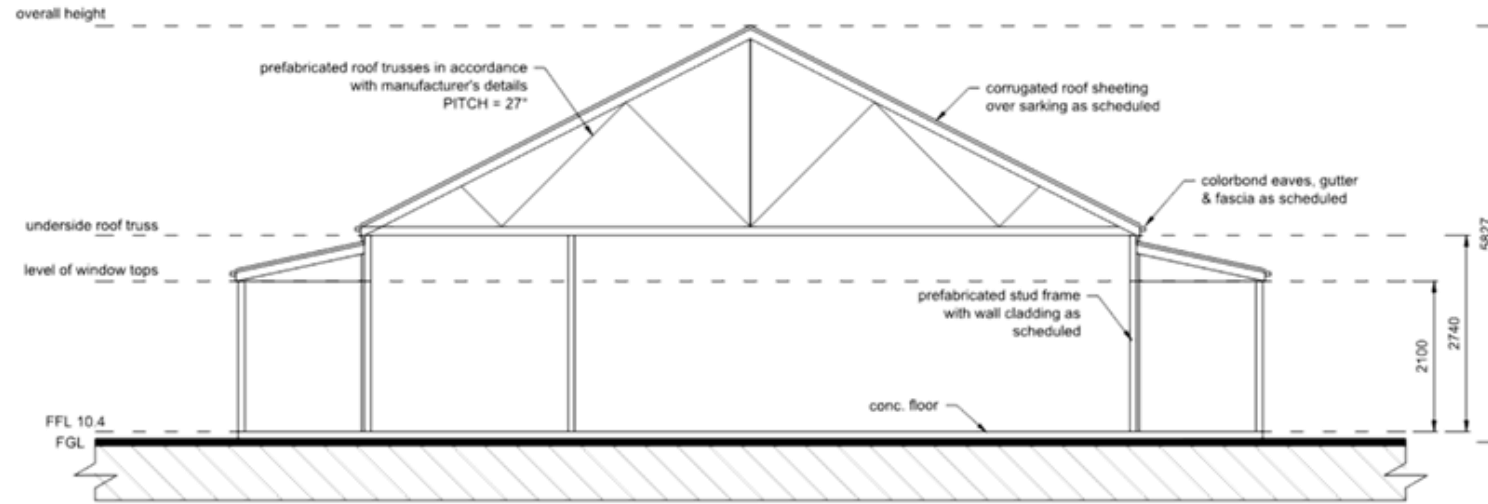 overall height
prefabricated roof trusses in accordance
with manufacturer's details
PITCH = 27°
corrugated roof sheeting
over sarking as scheduled
colorbond eaves, gutter
& fascia as scheduled
underside roof truss
level of window tops
prefabricated stud frame
with wall cladding as
scheduled
2100
2740
5827
conc. floor
FFL 10.4
FGL